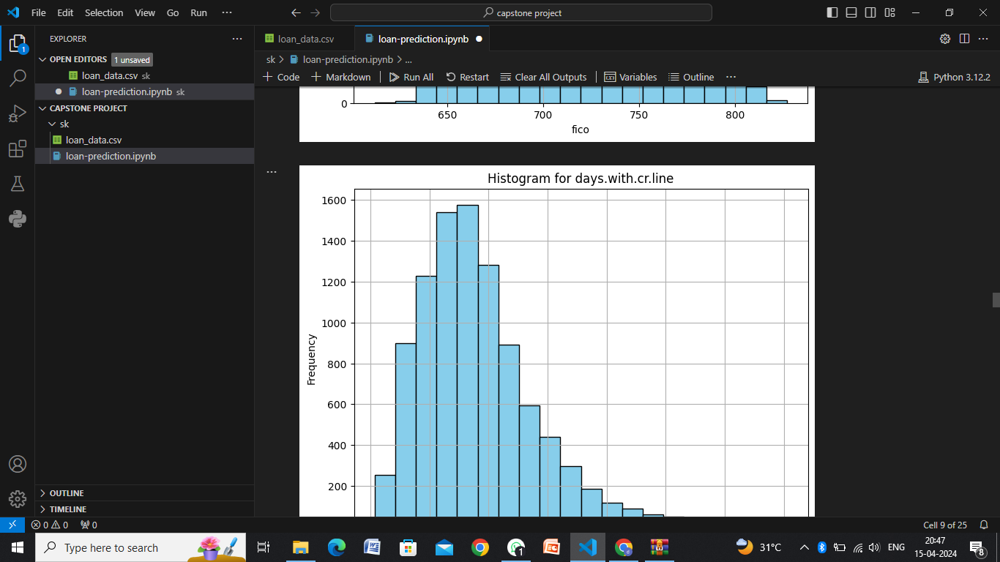 File Edit Selection View Go Run ...
capstone project
EXPLORER
OPEN EDITORS 1 unsaved
loan_data.csv sk
loan-prediction.ipynb sk
CAPSTONE PROJECT
sk
loan_data.csv
loan-prediction.ipynb
OUTLINE
TIMELINE
1
loan_data.csv loan-prediction.ipynb
sk > loan-prediction.ipynb > ...
+ Code + Markdown Run All Restart Clear All Outputs Variables Outline ... Python 3.12.2
0
650 700 750 800
fico
...
Histogram for days.with.cr.line
1600
1400
1200
1000
800
600
400
200
Frequency
0 0 0 Cell 9 of 25
Type here to search
1
31°C
ENG
20:47
15-04-2024
8